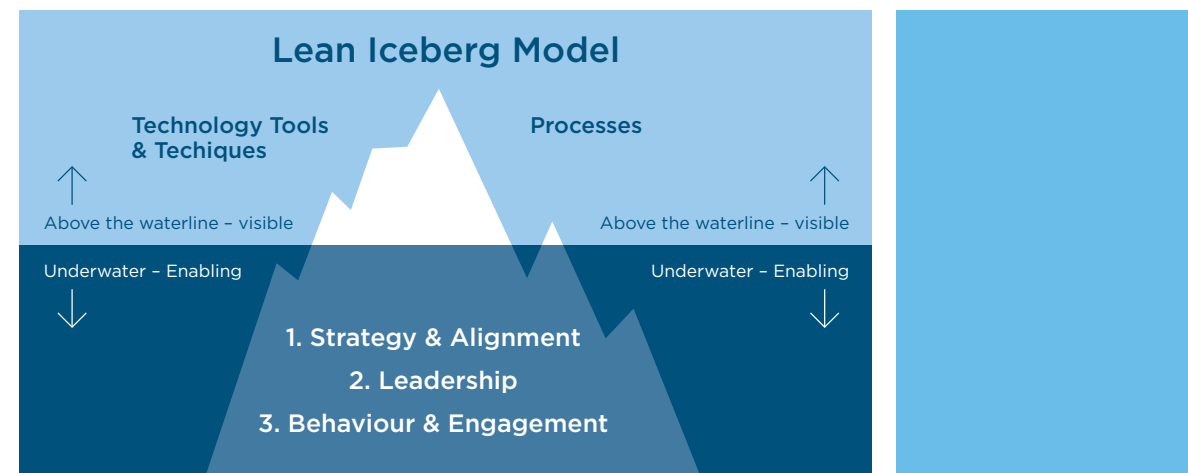 Lean Iceberg Model
Technology Tools
& Techiques
Processes
Above the waterline – visible
Above the waterline – visible
Underwater – Enabling
Underwater – Enabling
1. Strategy & Alignment
2. Leadership
3. Behaviour & Engagement